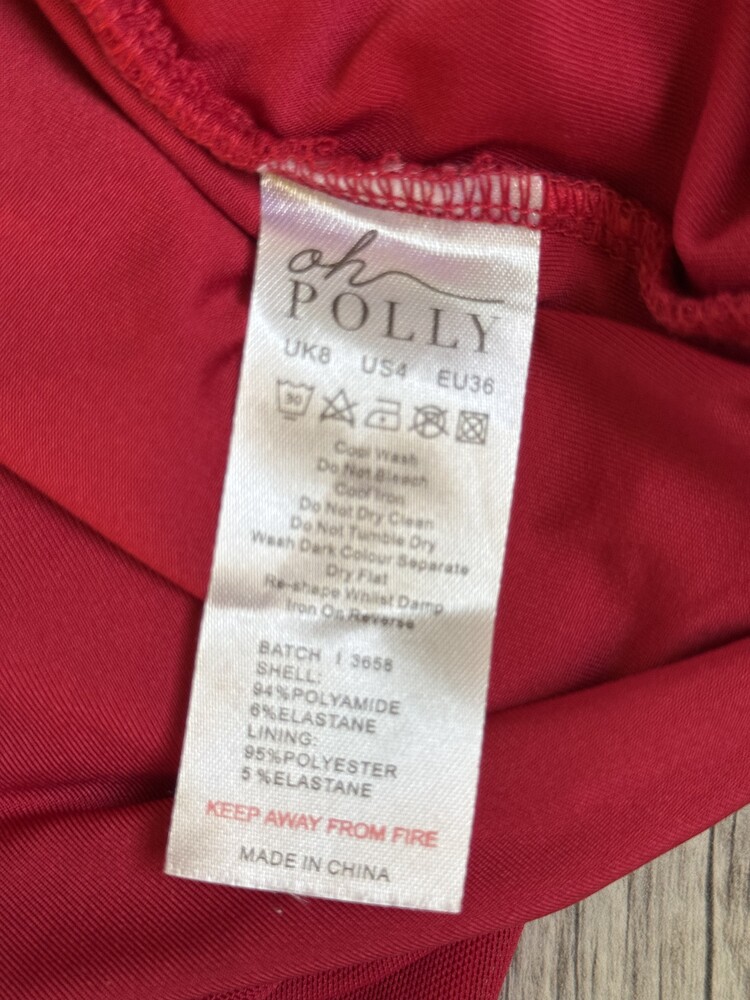 oh
POLLY
UK8 US4 EU36
30
Cool Wash
Do Not Bleach
Cool Iron
Do Not Dry Clean
Do Not Tumble Dry
Wash Dark Colour Separate
Dry Flat
Re-shape Whilst Damp
Iron On Reverse
BATCH I 3658
SHELL:
94%POLYAMIDE
6%ELASTANE
LINING:
95%POLYESTER
5 %ELASTANE
KEEP AWAY FROM FIRE
MADE IN CHINA